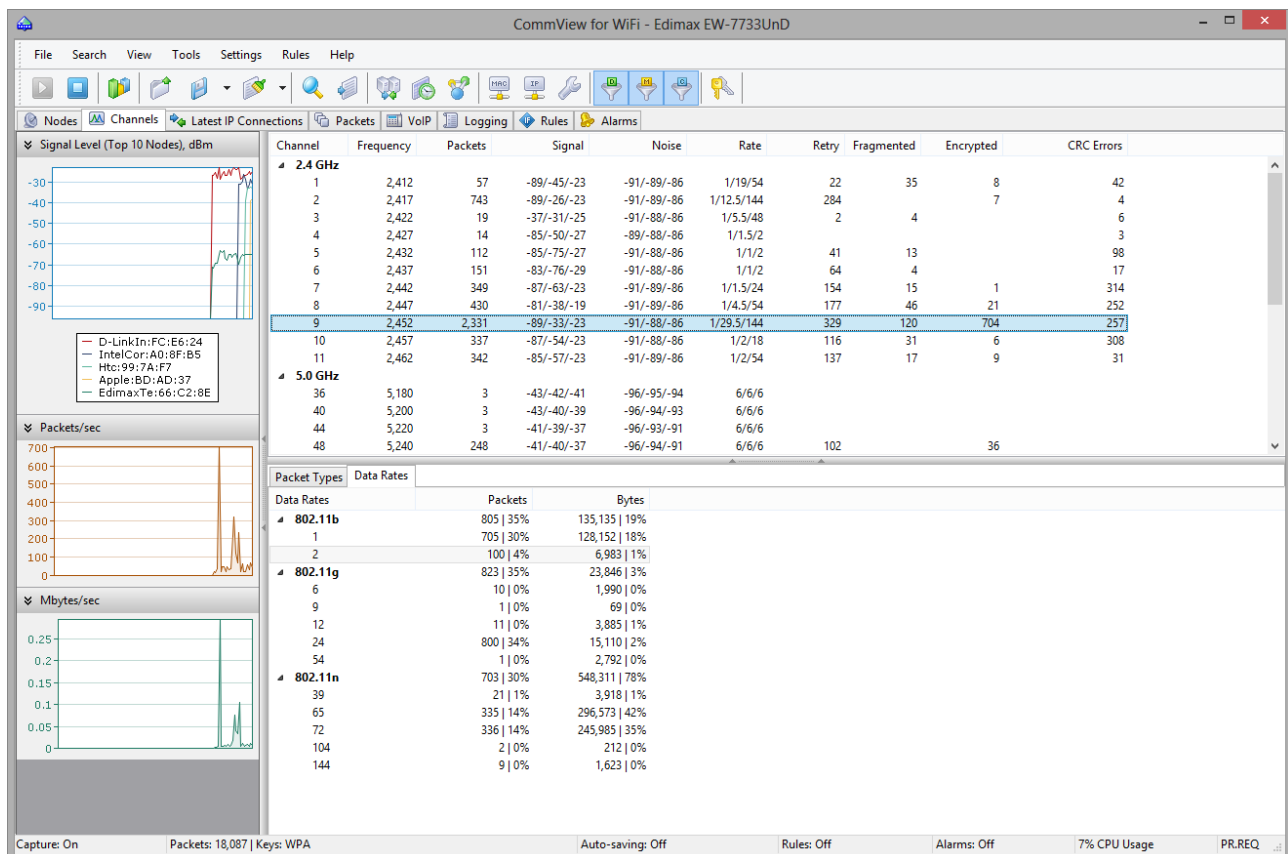 CommView for WiFi - Edimax EW-7733UnD
File Search View Tools Settings Rules Help
MAC IP D M C
Nodes Channels Latest IP Connections Packets VoIP Logging Rules Alarms
Signal Level (Top 10 Nodes), dBm
-30
-40
-50
-60
-70
-80
-90
D-LinkIn:FC:E6:24
IntelCor:A0:8F:B5
Htc:99:7A:F7
Apple:BD:AD:37
EdimaxTe:66:C2:8E
Packets/sec
700
600
500
400
300
200
100
0
Mbytes/sec
0.25
0.2
0.15
0.1
0.05
0
Channel Frequency Packets Signal Noise Rate Retry Fragmented Encrypted CRC Errors
2.4 GHz
1 2,412 57 -89/-45/-23 -91/-89/-86 1/19/54 22 35 8 42
2 2,417 743 -89/-26/-23 -91/-89/-86 1/12.5/144 284 7 4
3 2,422 19 -37/-31/-25 -91/-88/-86 1/5.5/48 2 4 6
4 2,427 14 -85/-50/-27 -89/-88/-86 1/1.5/2 3
5 2,432 112 -85/-75/-27 -91/-88/-86 1/1/2 41 13 98
6 2,437 151 -83/-76/-29 -91/-88/-86 1/1/2 64 4 17
7 2,442 349 -87/-63/-23 -91/-88/-86 1/1.5/24 154 15 1 314
8 2,447 430 -81/-38/-19 -91/-89/-86 1/4.5/54 177 46 21 252
9 2,452 2,331 -89/-33/-23 -91/-88/-86 1/29.5/144 329 120 704 257
10 2,457 337 -87/-54/-23 -91/-88/-86 1/2/18 116 31 6 308
11 2,462 342 -85/-57/-23 -91/-89/-86 1/2/54 137 17 9 31
5.0 GHz
36 5,180 3 -43/-42/-41 -96/-95/-94 6/6/6
40 5,200 3 -43/-40/-39 -96/-94/-93 6/6/6
44 5,220 3 -41/-39/-37 -96/-93/-91 6/6/6
48 5,240 248 -41/-40/-37 -96/-94/-91 6/6/6 102 36
Packet Types Data Rates
Data Rates Packets Bytes
802.11b 805 | 35% 135,135 | 19%
1 705 | 30% 128,152 | 18%
2 100 | 4% 6,983 | 1%
802.11g 823 | 35% 23,846 | 3%
6 10 | 0% 1,990 | 0%
9 1 | 0% 69 | 0%
12 11 | 0% 3,885 | 1%
24 800 | 34% 15,110 | 2%
54 1 | 0% 2,792 | 0%
802.11n 703 | 30% 548,311 | 78%
39 21 | 1% 3,918 | 1%
65 335 | 14% 296,573 | 42%
72 336 | 14% 245,985 | 35%
104 2 | 0% 212 | 0%
144 9 | 0% 1,623 | 0%
Capture: On Packets: 18,087 | Keys: WPA Auto-saving: Off Rules: Off Alarms: Off 7% CPU Usage PR.REQ